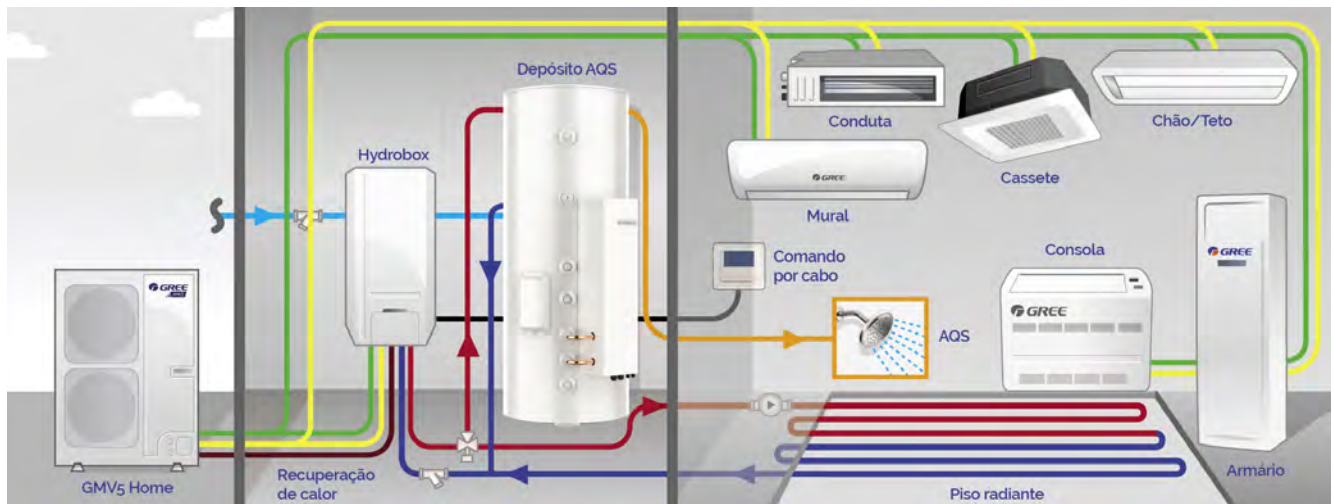 GREE
GMV5 Home
Recuperação
de calor
Hydrobox
Depósito AQS
Conduta
GREE
Mural
Cassete
Chão/Teto
Comando
por cabo
AQS
Consola
GREE
GREE
Armário
Piso radiante